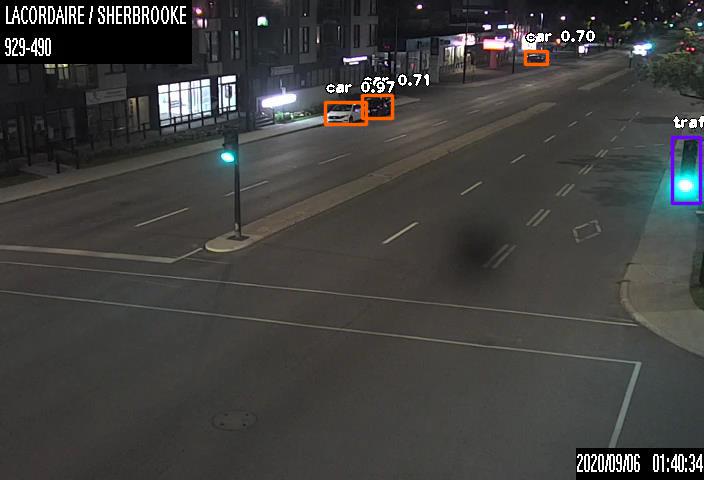 LACORDAIRE / SHERBROOKE
929-490
car 0.70
car 0.71
car 0.97
traf
2020/09/06 01:40:34